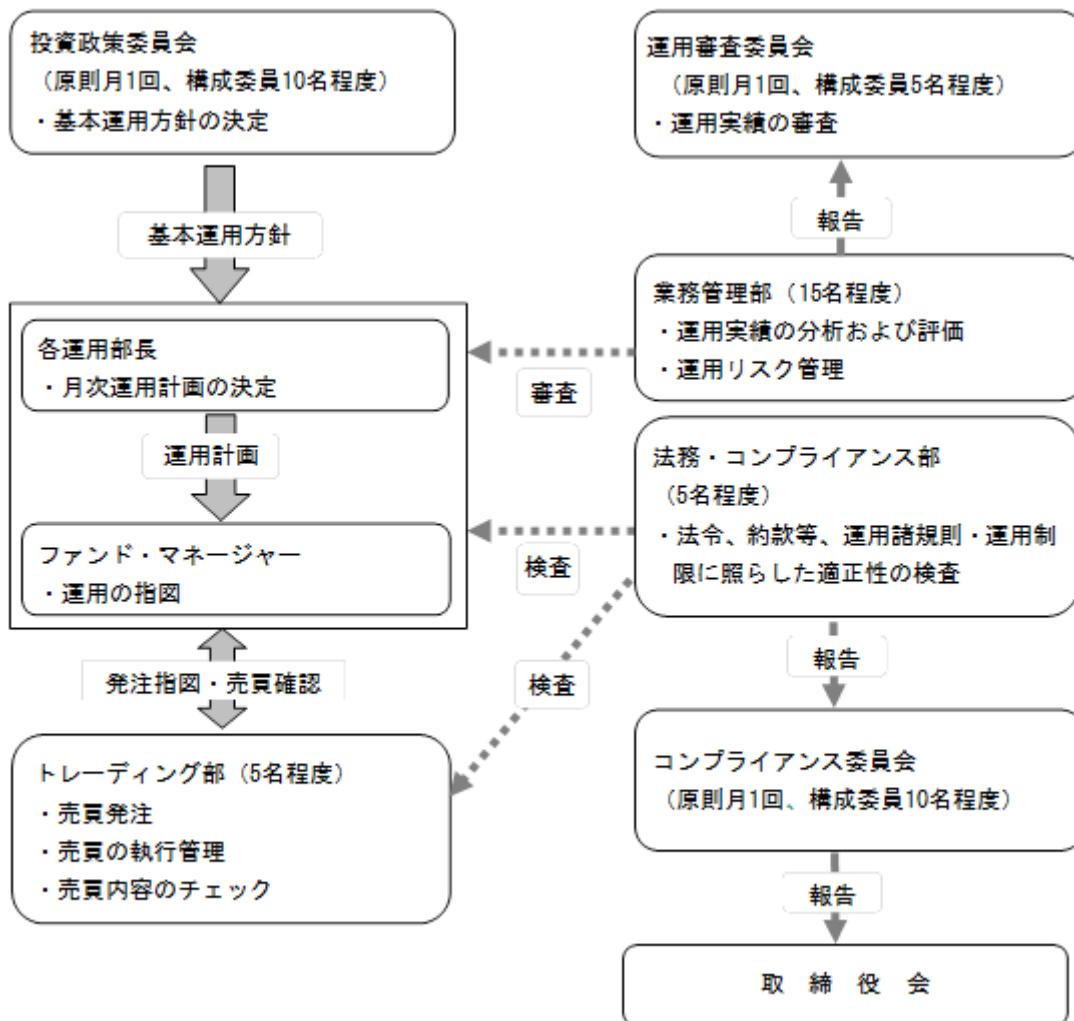 投資政策委員会
（原則月1回、構成委員10名程度）
・基本運用方針の決定
基本運用方針
各運用部長
・月次運用計画の決定
運用計画
ファンド・マネージャー
・運用の指図
発注指図・売買確認
トレーディング部（5名程度）
・売買発注
・売買の執行管理
・売買内容のチェック
運用審査委員会
（原則月1回、構成委員5名程度）
・運用実績の審査
報告
業務管理部（15名程度）
・運用実績の分析および評価
・運用リスク管理
審査
法務・コンプライアンス部
（5名程度）
・法令、約款等、運用諸規則・運用制
限に照らした適正性の検査
検査
検査
報告
コンプライアンス委員会
（原則月1回、構成委員10名程度）
報告
取　締　役　会